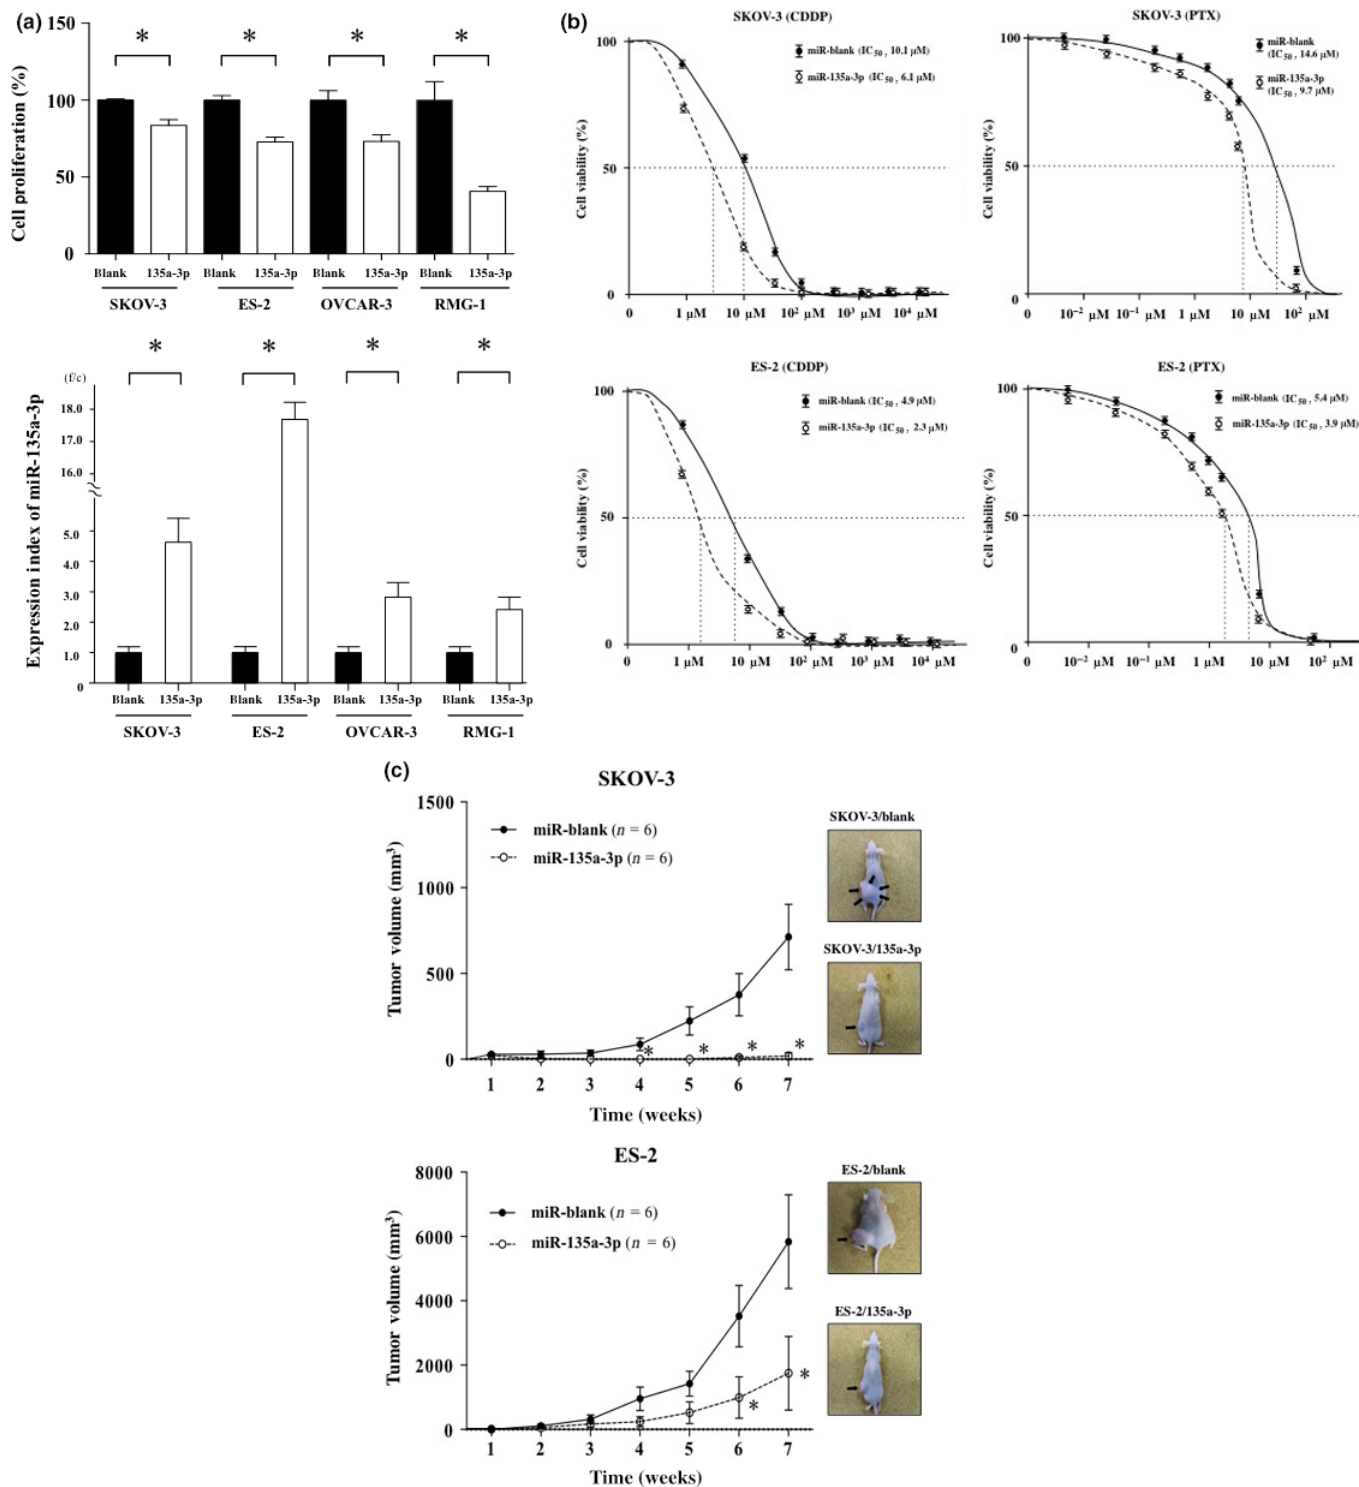 (a)
150
100
50
0
Cell proliferation (%)
* * * *
Blank 135a-3p Blank 135a-3p Blank 135a-3p Blank 135a-3p
SKOV-3 ES-2 OVCAR-3 RMG-1
* * * *
(f/c)
18.0
17.0
16.0
5.0
4.0
3.0
2.0
1.0
0
Expression index of miR-135a-3p
Blank 135a-3p Blank 135a-3p Blank 135a-3p Blank 135a-3p
SKOV-3 ES-2 OVCAR-3 RMG-1
(b)
SKOV-3 (CDDP)
miR-blank (IC50 , 10.1 µM)
miR-135a-3p (IC50 , 6.1 µM)
100
50
0
Cell viability (%)
0 1 µM 10 µM 10² µM 10³ µM 10⁴ µM
SKOV-3 (PTX)
miR-blank
(IC50 , 14.6 µM)
miR-135a-3p
(IC50 , 9.7 µM)
100
50
0
Cell viability (%)
0 10⁻² µM 10⁻¹ µM 1 µM 10 µM 10² µM
ES-2 (CDDP)
miR-blank (IC50 , 4.9 µM)
miR-135a-3p (IC50 , 2.3 µM)
100
50
0
Cell viability (%)
0 1 µM 10 µM 10² µM 10³ µM 10⁴ µM
ES-2 (PTX)
miR-blank (IC50 , 5.4 µM)
miR-135a-3p (IC50 , 3.9 µM)
100
50
0
Cell viability (%)
0 10⁻² µM 10⁻¹ µM 1 µM 10 µM 10² µM
(c)
SKOV-3
1500
1000
500
0
Tumor volume (mm³)
miR-blank (n = 6)
miR-135a-3p (n = 6)
* * * *
1 2 3 4 5 6 7
Time (weeks)
SKOV-3/blank
SKOV-3/135a-3p
ES-2
8000
6000
4000
2000
0
Tumor volume (mm³)
miR-blank (n = 6)
miR-135a-3p (n = 6)
* *
1 2 3 4 5 6 7
Time (weeks)
ES-2/blank
ES-2/135a-3p